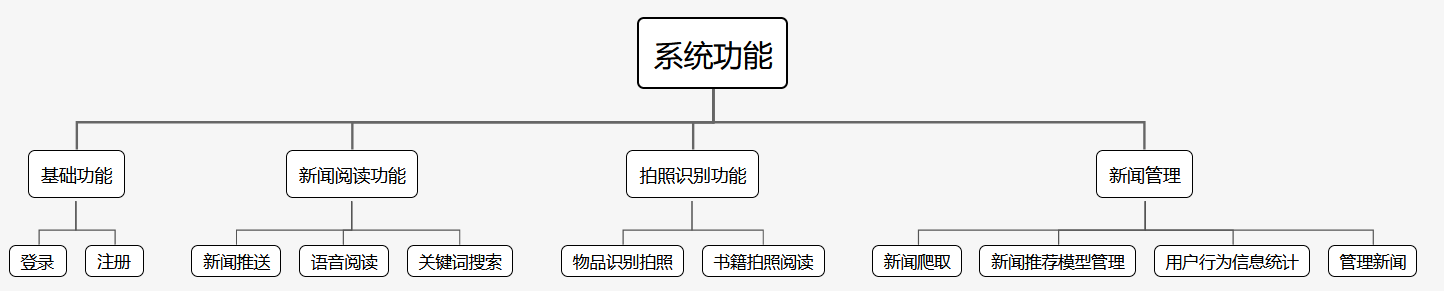 系统功能
基础功能
新闻阅读功能
拍照识别功能
新闻管理
登录
注册
新闻推送
语音阅读
关键词搜索
物品识别拍照
书籍拍照阅读
新闻爬取
新闻推荐模型管理
用户行为信息统计
管理新闻